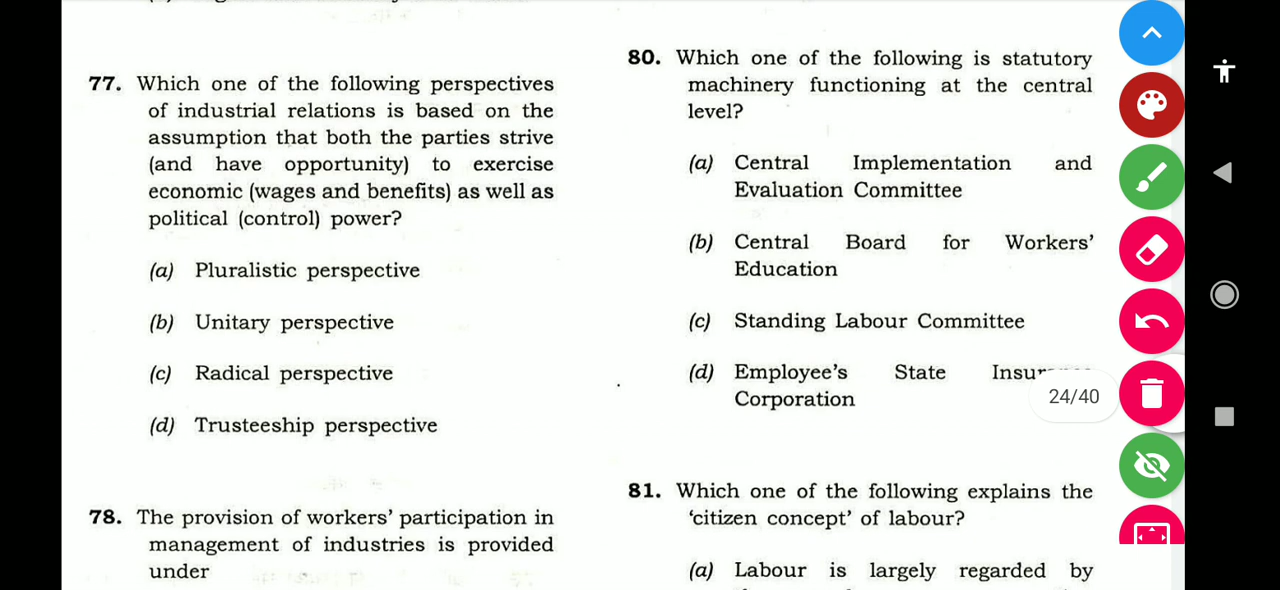 77. Which one of the following perspectives
of industrial relations is based on the
assumption that both the parties strive
(and have opportunity) to exercise
economic (wages and benefits) as well as
political (control) power?
(a) Pluralistic perspective
(b) Unitary perspective
(c) Radical perspective
(d) Trusteeship perspective
78. The provision of workers' participation in
management of industries is provided
under
80. Which one of the following is statutory
machinery functioning at the central
level?
(a) Central Implementation and
Evaluation Committee
(b) Central Board for Workers'
Education
(c) Standing Labour Committee
(d) Employee's State
Corporation
24/40
81. Which one of the following explains the
'citizen concept' of labour?
(a) Labour is largely regarded by